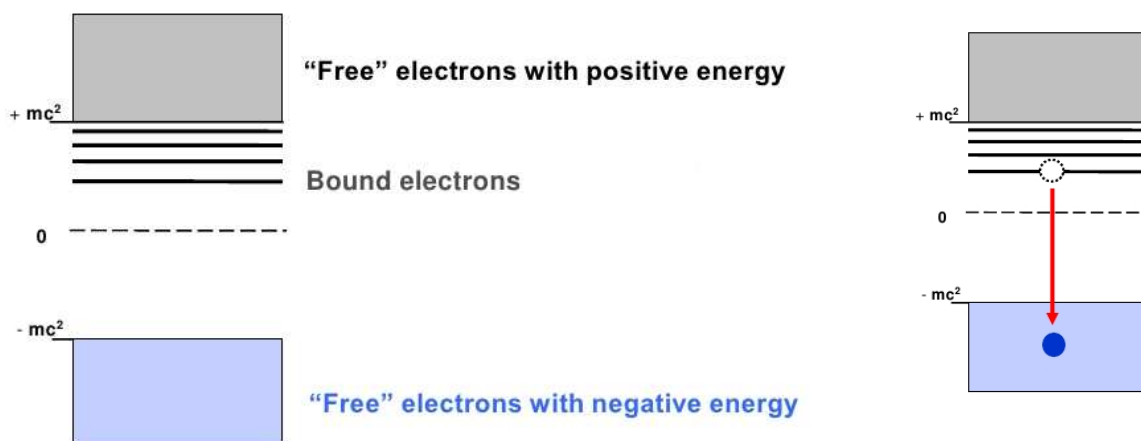 “Free” electrons with positive energy
+ mc²
+ mc²
Bound electrons
0
0
- mc²
- mc²
“Free” electrons with negative energy